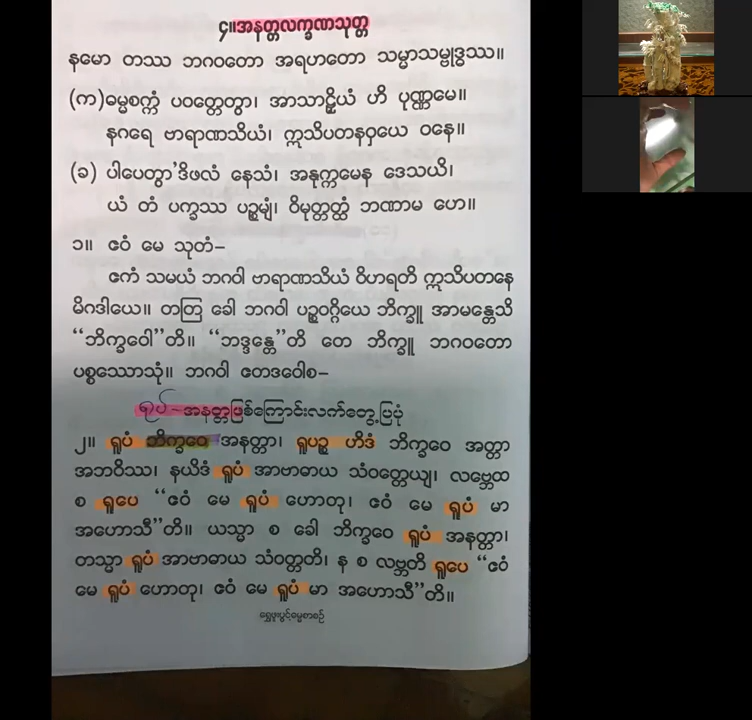 ၄။အနတ္တလက္ခဏသုတ္တ
နမော တဿ ဘဂဝတော အရဟတော သမ္မာသမ္ဗုဒ္ဓဿ။
(က)ဓမ္မစက္ကံ ပဝတ္တေတွာ၊ အာသာဠှိယံ ဟိ ပုဏ္ဏမေ။
နဂရေ ဗာရာဏသိယံ၊ ဣသိပတနဝှယေ ဝနေ။
(ခ) ပါပေတွာ'ဒိဖလံ နေသံ၊ အနုက္ကမေန ဒေသယိ၊
ယံ တံ ပက္ခဿ ပဉ္စမျံ၊ ဝိမုတ္တတ္ထံ ဘဏာမ ဟေ။
၁။ ဧဝံ မေ သုတံ–
ဧကံ သမယံ ဘဂဝါ ဗာရာဏသိယံ ဝိဟရတိ ဣသိပတနေ
မိဂဒါယေ။ တတြ ခေါ ဘဂဝါ ပဉ္စဝဂ္ဂိယေ ဘိက္ခူ အာမန္တေသိ
“ဘိက္ခဝေါ”တိ။ “ဘဒ္ဒန္တေ”တိ တေ ဘိက္ခူ ဘဂဝတော
ပစ္စဿောသုံ။ ဘဂဝါ ဧတဒဝေါစ–
ရုပ် – အနတ္တဖြစ်ကြောင်းလက်တွေ့ပြပုံ
၂။ ရူပံ ဘိက္ခဝေ အနတ္တာ၊ ရူပဉ္စ ဟိဒံ ဘိက္ခဝေ အတ္တာ
အဘဝိဿ၊ နယိဒံ ရူပံ အာဗာဓာယ သံဝတ္တေယျ၊ လဗ္ဘေထ
စ ရူပေ “ဧဝံ မေ ရူပံ ဟောတု၊ ဧဝံ မေ ရူပံ မာ
အဟောသီ”တိ။ ယသ္မာ စ ခေါ ဘိက္ခဝေ ရူပံ အနတ္တာ၊
တသ္မာ ရူပံ အာဗာဓာယ သံဝတ္တတိ၊ န စ လဗ္ဘတိ ရူပေ “ဧဝံ
မေ ရူပံ ဟောတု၊ ဧဝံ မေ ရူပံ မာ အဟောသီ”တိ။